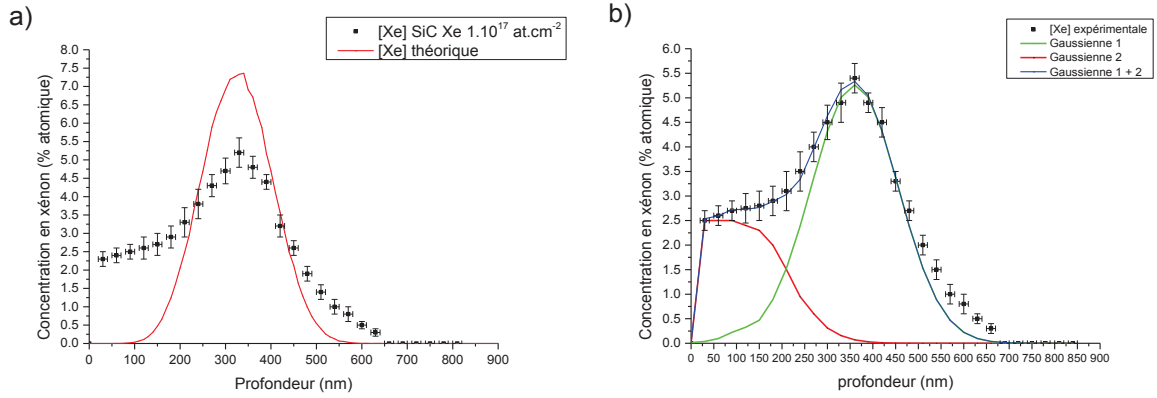 a)
[Xe] SiC Xe 1.10^17 at.cm^-2
[Xe] théorique
8.0
7.5
7.0
6.5
6.0
5.5
5.0
4.5
4.0
3.5
3.0
2.5
2.0
1.5
1.0
0.5
0.0
Concentration en xénon (% atomique)
0 100 200 300 400 500 600 700 800 900
Profondeur (nm)
b)
[Xe] expérimentale
Gaussienne 1
Gaussienne 2
Gaussienne 1 + 2
6.0
5.5
5.0
4.5
4.0
3.5
3.0
2.5
2.0
1.5
1.0
0.5
0.0
Concentration en xénon (% atomique)
0 50 100 150 200 250 300 350 400 450 500 550 600 650 700 750 800 850 900
profondeur (nm)